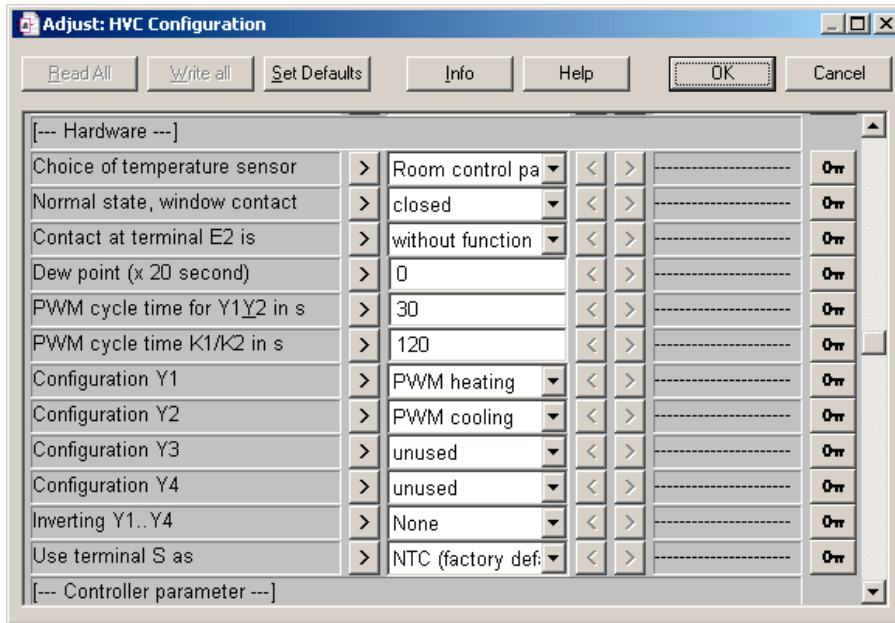 Adjust: HVC Configuration
Read All Write all Set Defaults Info Help OK Cancel
[--- Hardware ---]
Choice of temperature sensor > Room control pa < > ----------------------
Normal state, window contact > closed < > ----------------------
Contact at terminal E2 is > without function < > ----------------------
Dew point (x 20 second) > 0 < > ----------------------
PWM cycle time for Y1Y2 in s > 30 < > ----------------------
PWM cycle time K1/K2 in s > 120 < > ----------------------
Configuration Y1 > PWM heating < > ----------------------
Configuration Y2 > PWM cooling < > ----------------------
Configuration Y3 > unused < > ----------------------
Configuration Y4 > unused < > ----------------------
Inverting Y1..Y4 > None < > ----------------------
Use terminal S as > NTC (factory def < > ----------------------
[--- Controller parameter ---]